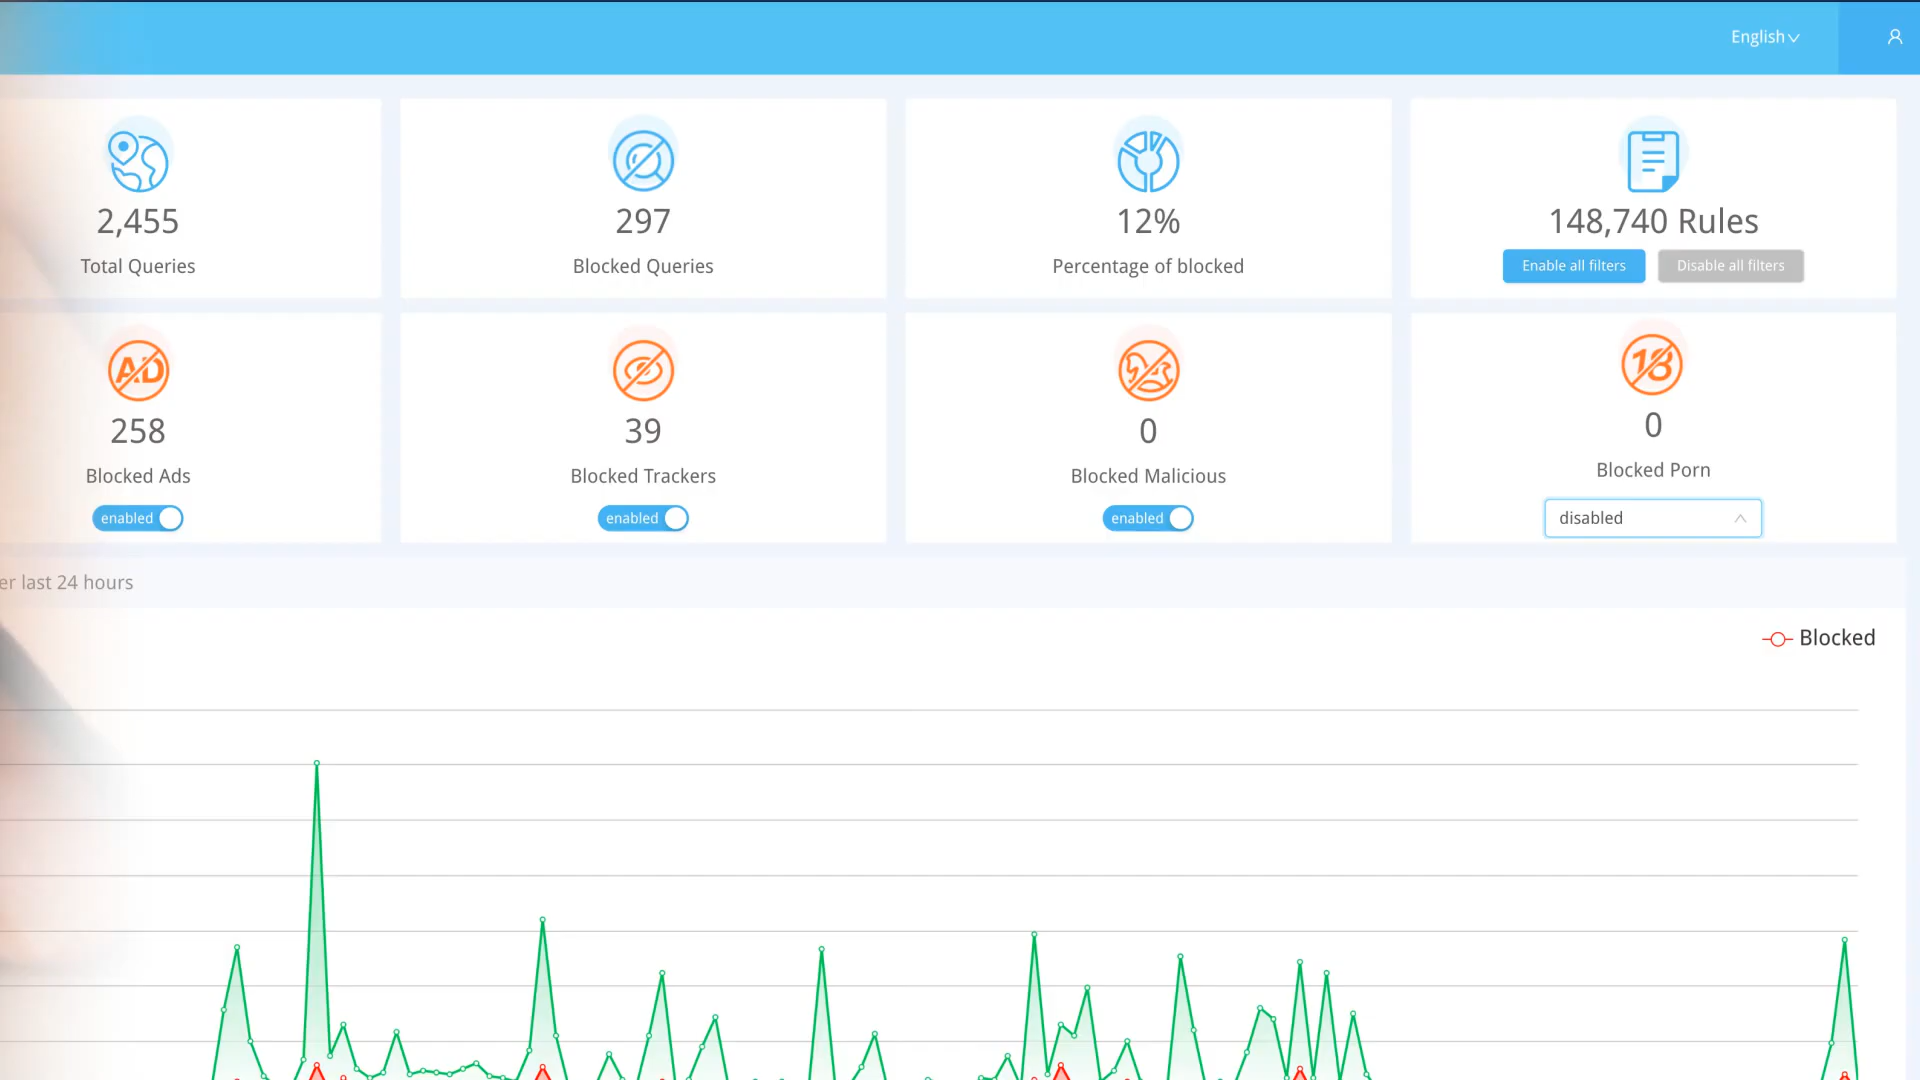 English
2,455
Total Queries
297
Blocked Queries
12%
Percentage of blocked
148,740 Rules
Enable all filters
Disable all filters
AD
258
Blocked Ads
enabled
39
Blocked Trackers
enabled
0
Blocked Malicious
enabled
18
0
Blocked Porn
disabled
er last 24 hours
Blocked